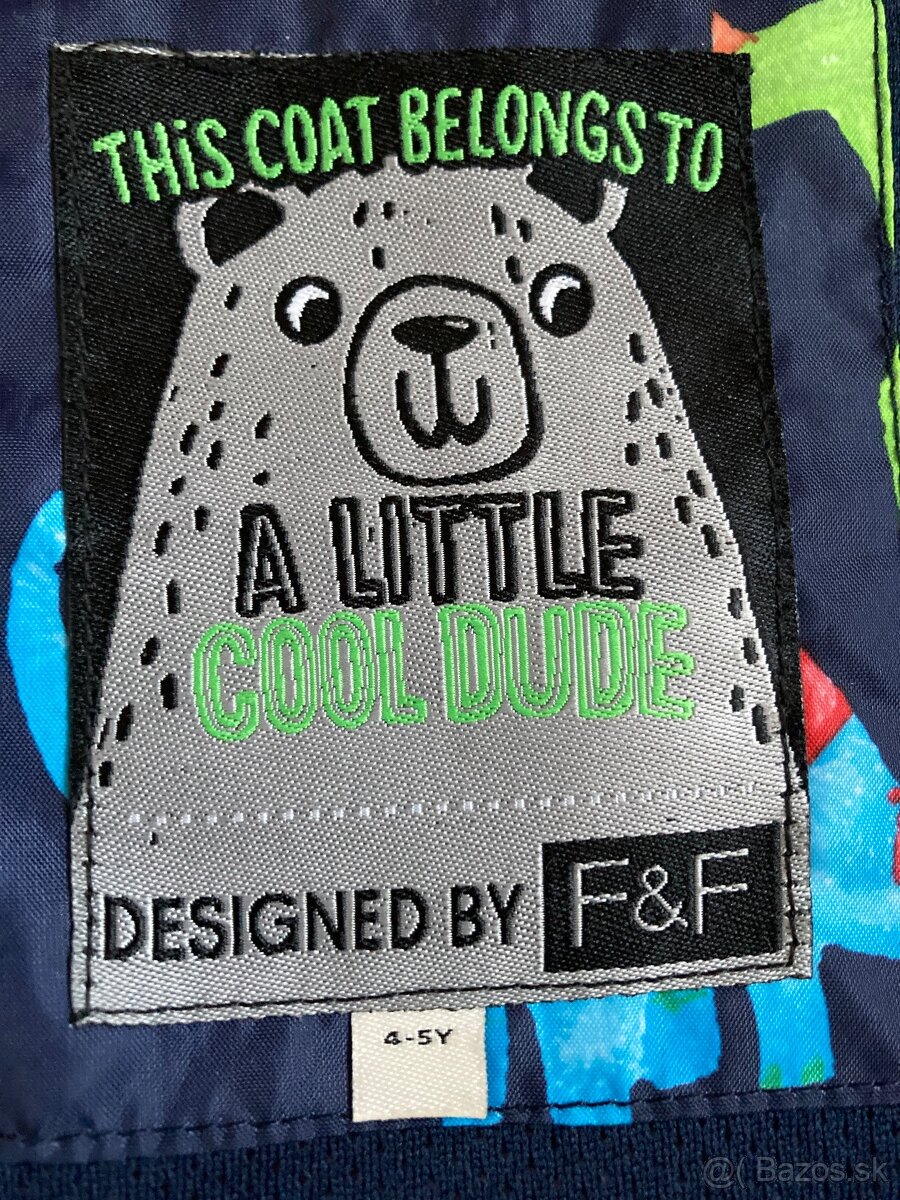 THiS COAT BELONGS TO
A LITTLE
COOL DUDE
DESIGNED BY F&F
4-5Y
@( Bazos.sk